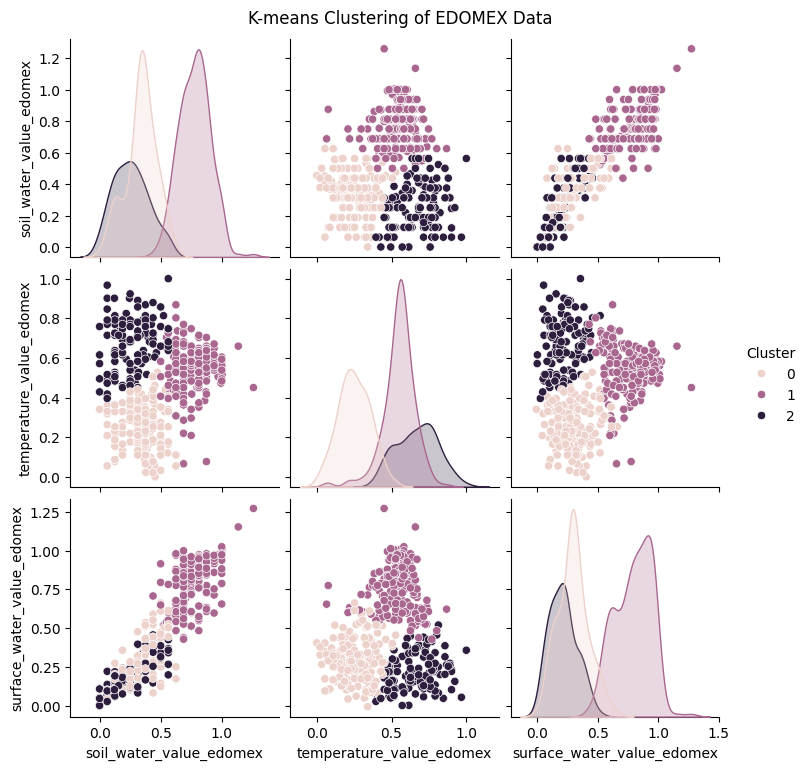 K-means Clustering of EDOMEX Data
soil_water_value_edomex
1.2
1.0
0.8
0.6
0.4
0.2
0.0
temperature_value_edomex
1.0
0.8
0.6
0.4
0.2
0.0
Cluster
0
1
2
surface_water_value_edomex
1.25
1.00
0.75
0.50
0.25
0.00
0.0 0.5 1.0
0.0 0.5 1.0
0.0 0.5 1.0 1.5
soil_water_value_edomex
temperature_value_edomex
surface_water_value_edomex